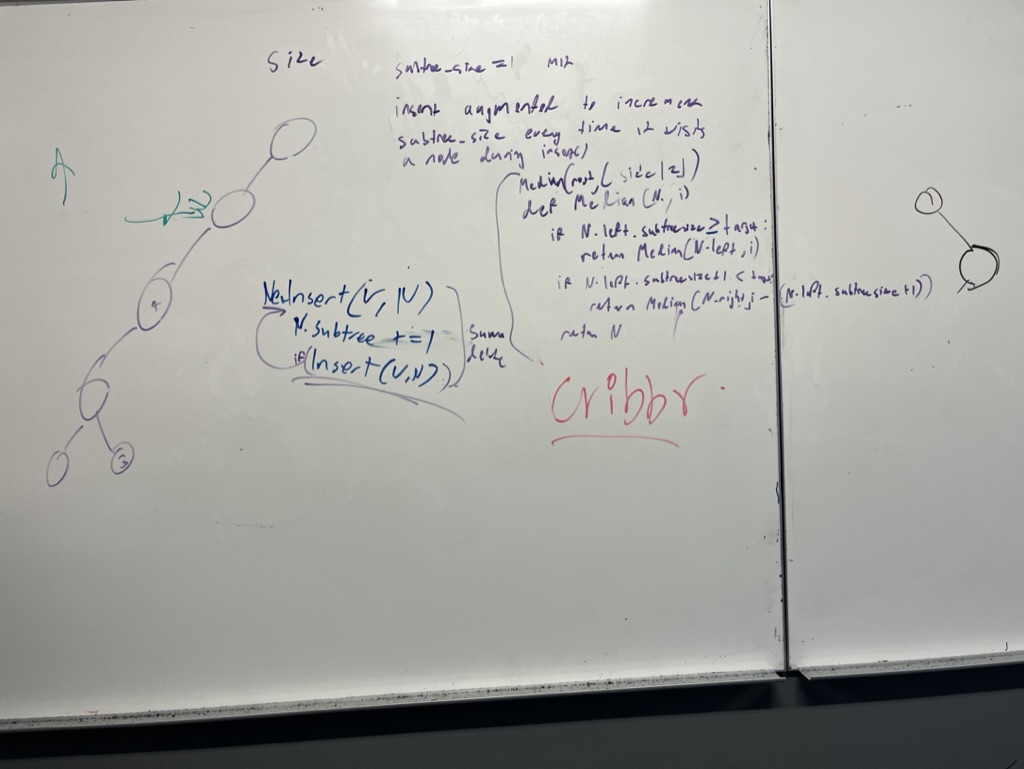 Size
subtree_size = 1 init
insert augmented to increment
subtree_size every time it visits
a node during insert()
Median(root, (size/2))
def Median(N, i)
if N.left.subtreesize ≥ target:
return Median(N.left, i)
if N.left.subtreesize+1 < target
return Median(N.right, i - (N.left.subtreesize+1))
return N
NewInsert(V, N)
N.subtree += 1
if(Insert(V,N))
delete
cribbr
1